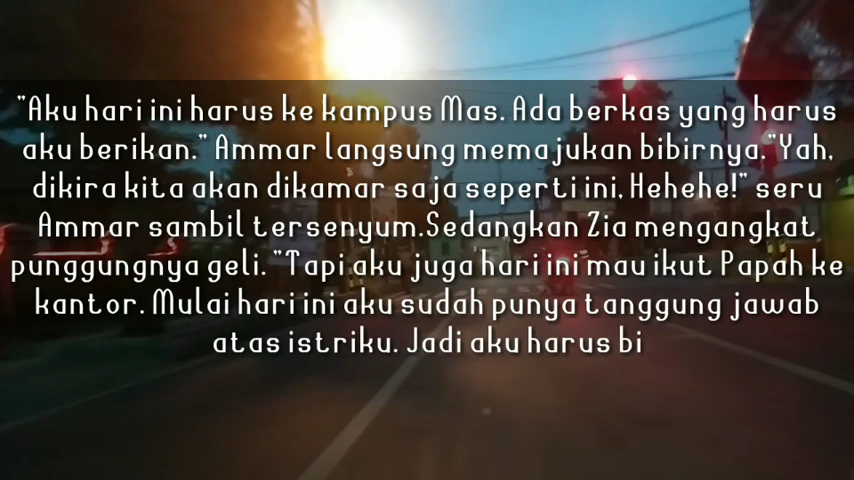 "Aku hari ini harus ke kampus Mas. Ada berkas yang harus
aku berikan." Ammar langsung memajukan bibirnya."Yah,
dikira kita akan dikamar saja seperti ini, Hehehe!" seru
Ammar sambil tersenyum.Sedangkan Zia mengangkat
punggungnya geli. "Tapi aku juga hari ini mau ikut Papah ke
kantor. Mulai hari ini aku sudah punya tanggung jawab
atas istriku. Jadi aku harus bi